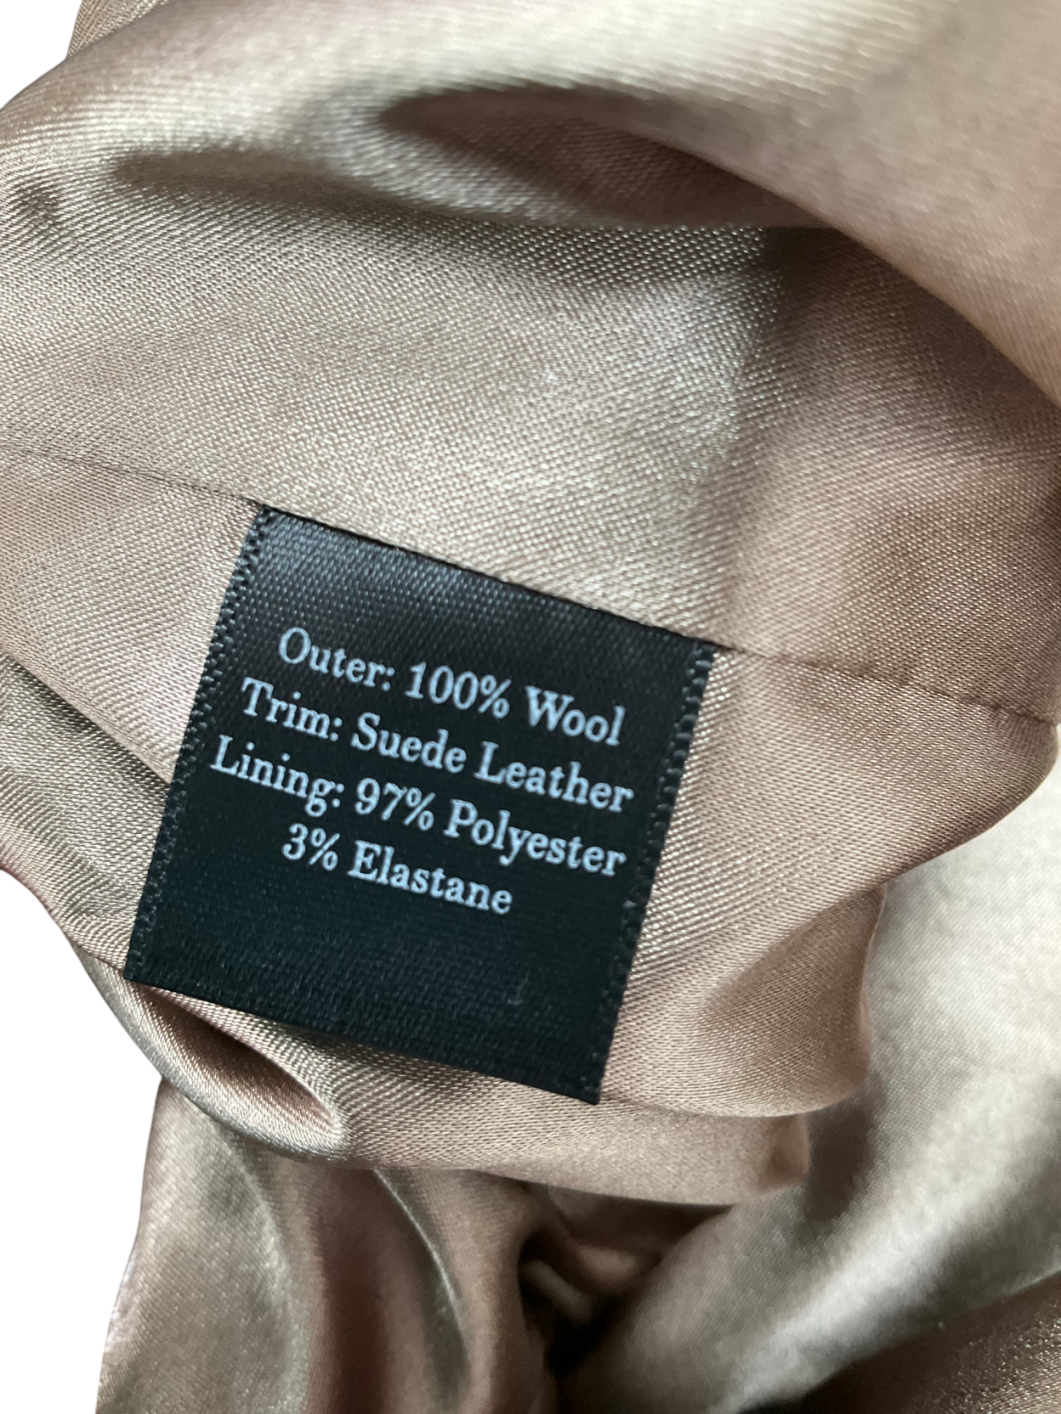 Outer: 100% Wool
Trim: Suede Leather
Lining: 97% Polyester
3% Elastane